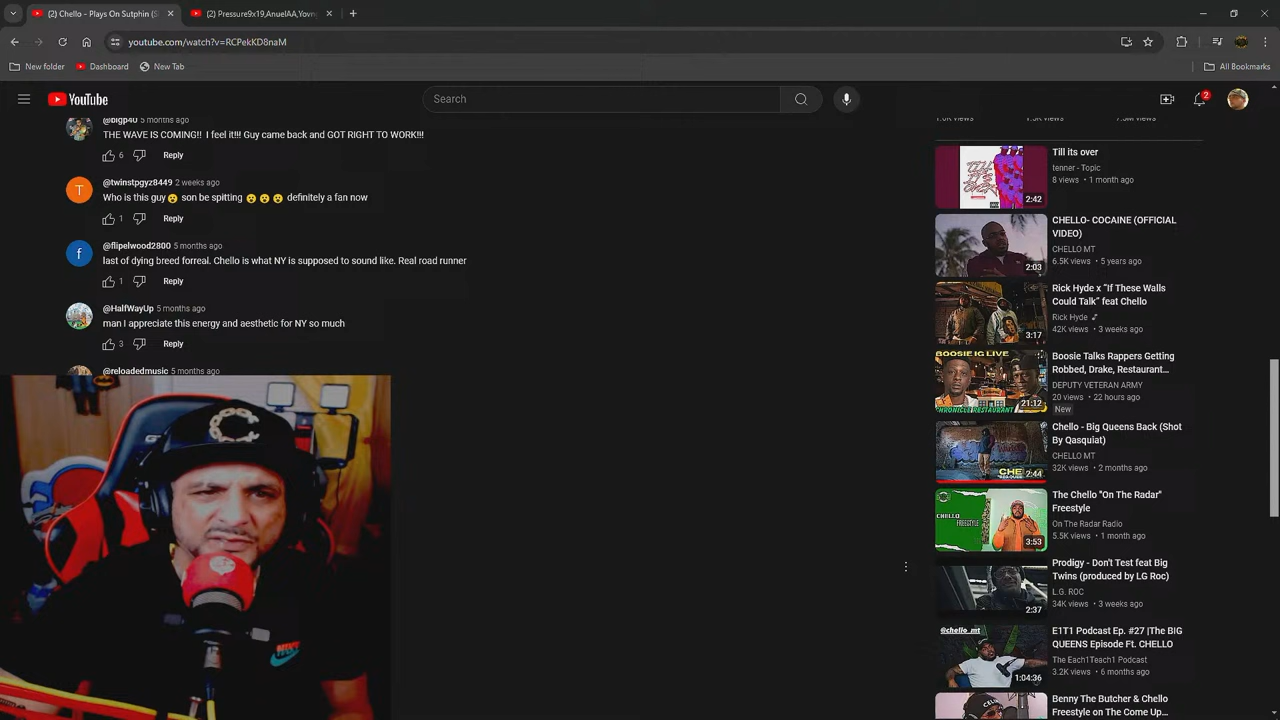 (2) Chello - Plays On Sutphin (S
(2) Pressure9x19,AnuelAA,Yovng
youtube.com/watch?v=RCPekKD8naM
New folder
Dashboard
New Tab
All Bookmarks
YouTube
Search
2
@bigp40 5 months ago
THE WAVE IS COMING!! I feel it!!! Guy came back and GOT RIGHT TO WORK!!!
6 Reply
T
@twinstpgyz8449 2 weeks ago
Who is this guy😮 son be spitting 😮😮😮 definitely a fan now
1 Reply
f
@flipelwood2800 5 months ago
last of dying breed forreal. Chello is what NY is supposed to sound like. Real road runner
1 Reply
@HalfWayUp 5 months ago
man I appreciate this energy and aesthetic for NY so much
3 Reply
@reloadedmusic 5 months ago
C
Till its over
tenner - Topic
8 views • 1 month ago
2:42
CHELLO- COCAINE (OFFICIAL
VIDEO)
CHELLO MT
6.5K views • 5 years ago
2:03
Rick Hyde x "If These Walls
Could Talk" feat Chello
Rick Hyde
42K views • 3 weeks ago
3:17
BOOSIE IG LIVE
CHRONICLE RESTAURANT
21:12
Boosie Talks Rappers Getting
Robbed, Drake, Restaurant...
DEPUTY VETERAN ARMY
20 views • 22 hours ago
New
Chello - Big Queens Back (Shot
By Qasquiat)
CHELLO MT
32K views • 2 months ago
2:44
The Chello "On The Radar"
Freestyle
On The Radar Radio
5.5K views • 1 month ago
CHELLO
FREESTYLE
3:53
Prodigy - Don't Test feat Big
Twins (produced by LG Roc)
L.G. ROC
34K views • 3 weeks ago
2:37
@chello_mt
E1T1 Podcast Ep. #27 |The BIG
QUEENS Episode Ft. CHELLO
The Each1Teach1 Podcast
3.2K views • 6 months ago
1:04:36
Benny The Butcher & Chello
Freestyle on The Come Up...